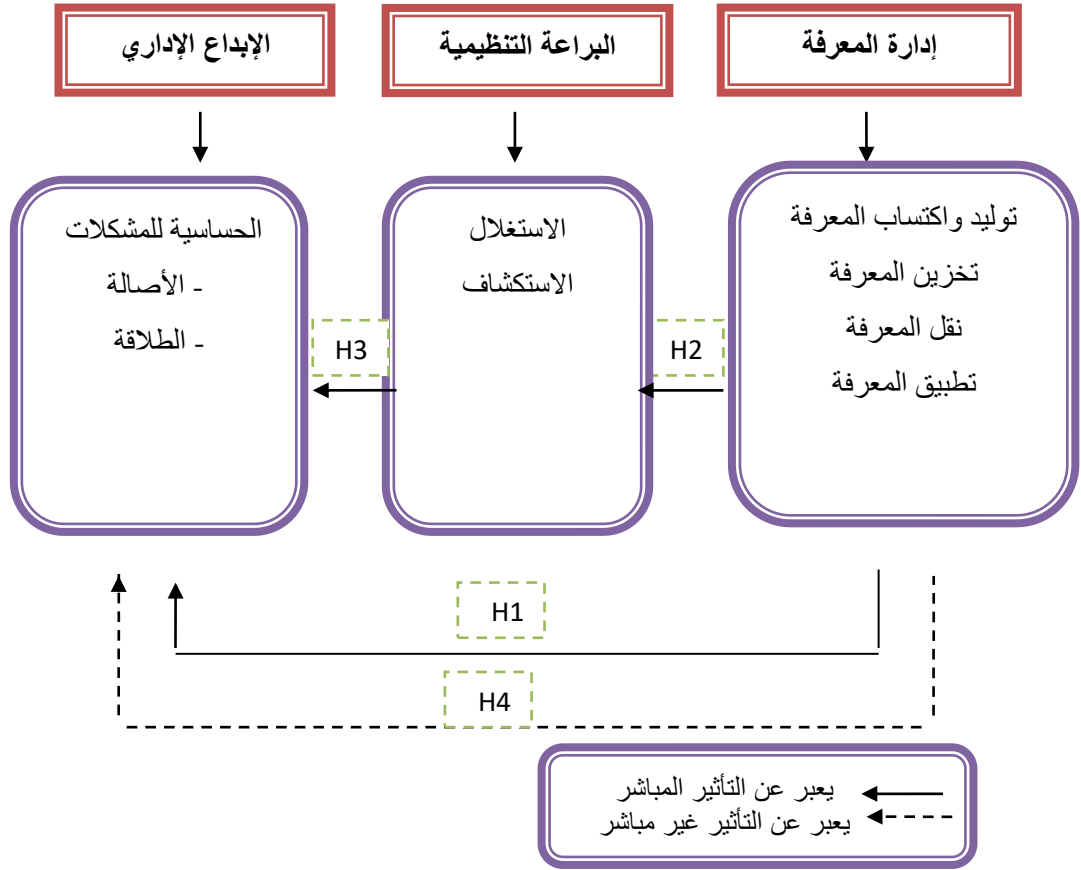 إدارة المعرفة
البراعة التنظيمية
الإبداع الإداري
توليد واكتساب المعرفة
تخزين المعرفة
نقل المعرفة
تطبيق المعرفة
H2
الاستغلال
الاستكشاف
H3
الحساسية للمشكلات
- الأصالة
- الطلاقة
H1
H4
يعبر عن التأثير المباشر
يعبر عن التأثير غير مباشر